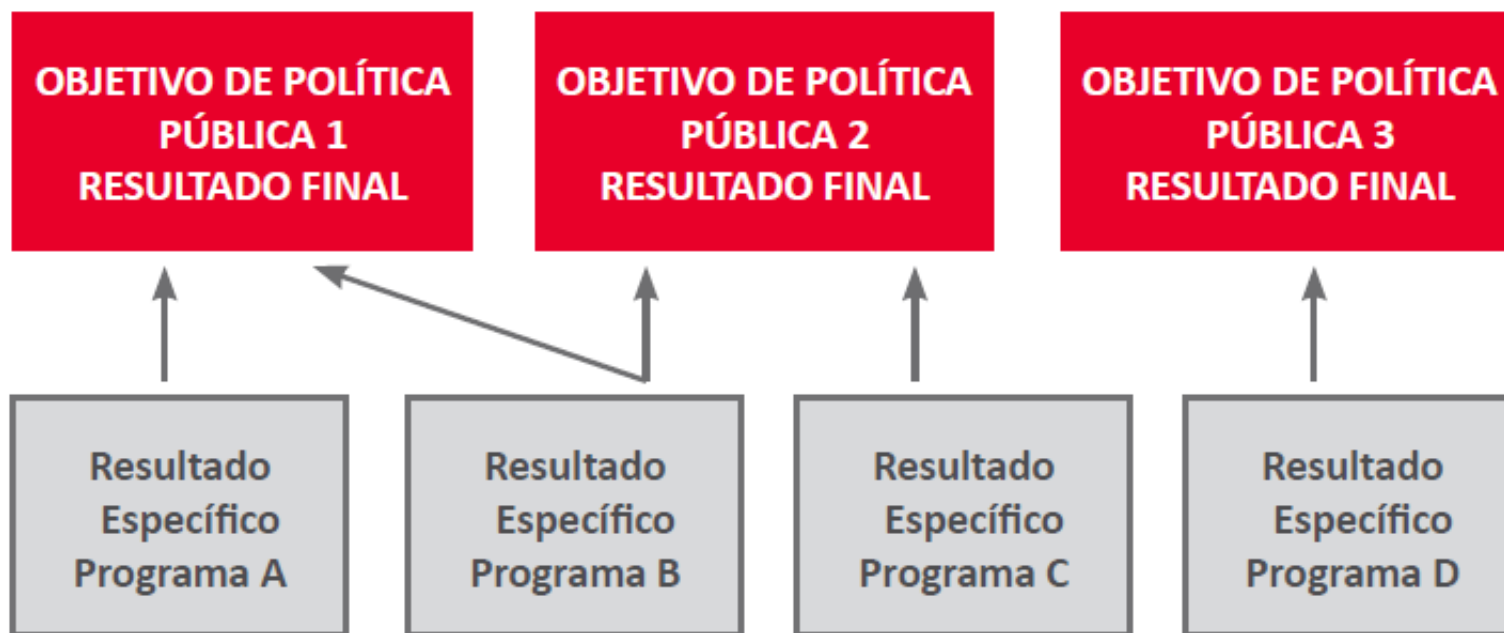 OBJETIVO DE POLÍTICA
PÚBLICA 1
RESULTADO FINAL
OBJETIVO DE POLÍTICA
PÚBLICA 2
RESULTADO FINAL
OBJETIVO DE POLÍTICA
PÚBLICA 3
RESULTADO FINAL
Resultado
Específico
Programa A
Resultado
Específico
Programa B
Resultado
Específico
Programa C
Resultado
Específico
Programa D